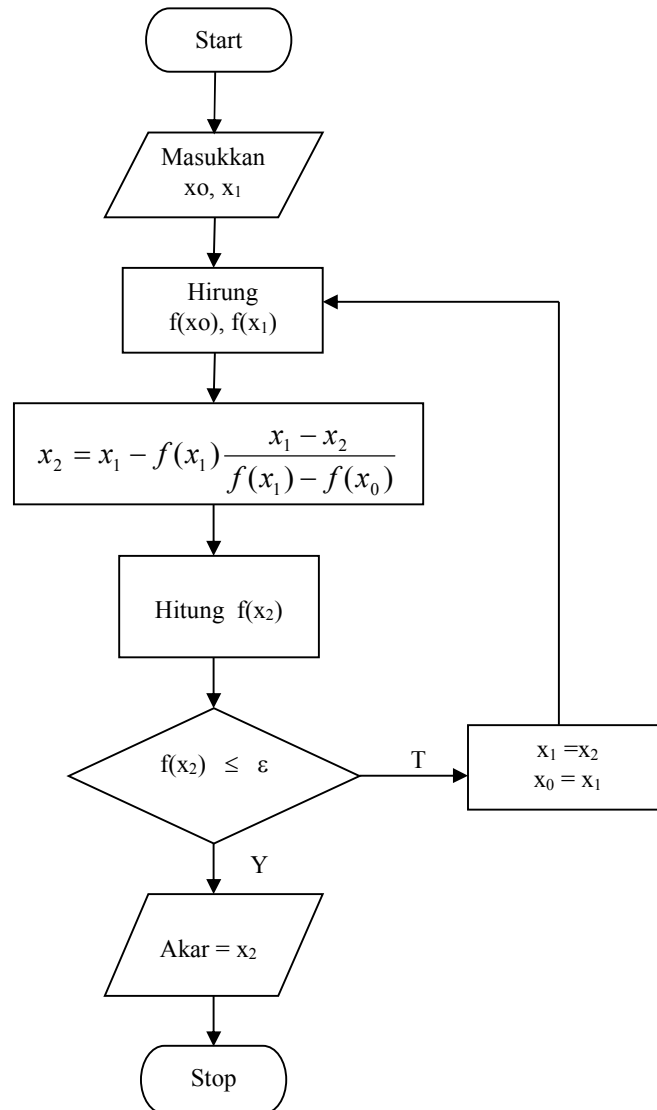 Start
Masukkan
xo, x₁
Hirung
f(xo), f(x₁)
x₂ = x₁ − f(x₁) (x₁ − x₂) / (f(x₁) − f(x₀))
Hitung f(x₂)
f(x₂) ≤ ε
T
x₁ =x₂
x₀ = x₁
Y
Akar = x₂
Stop